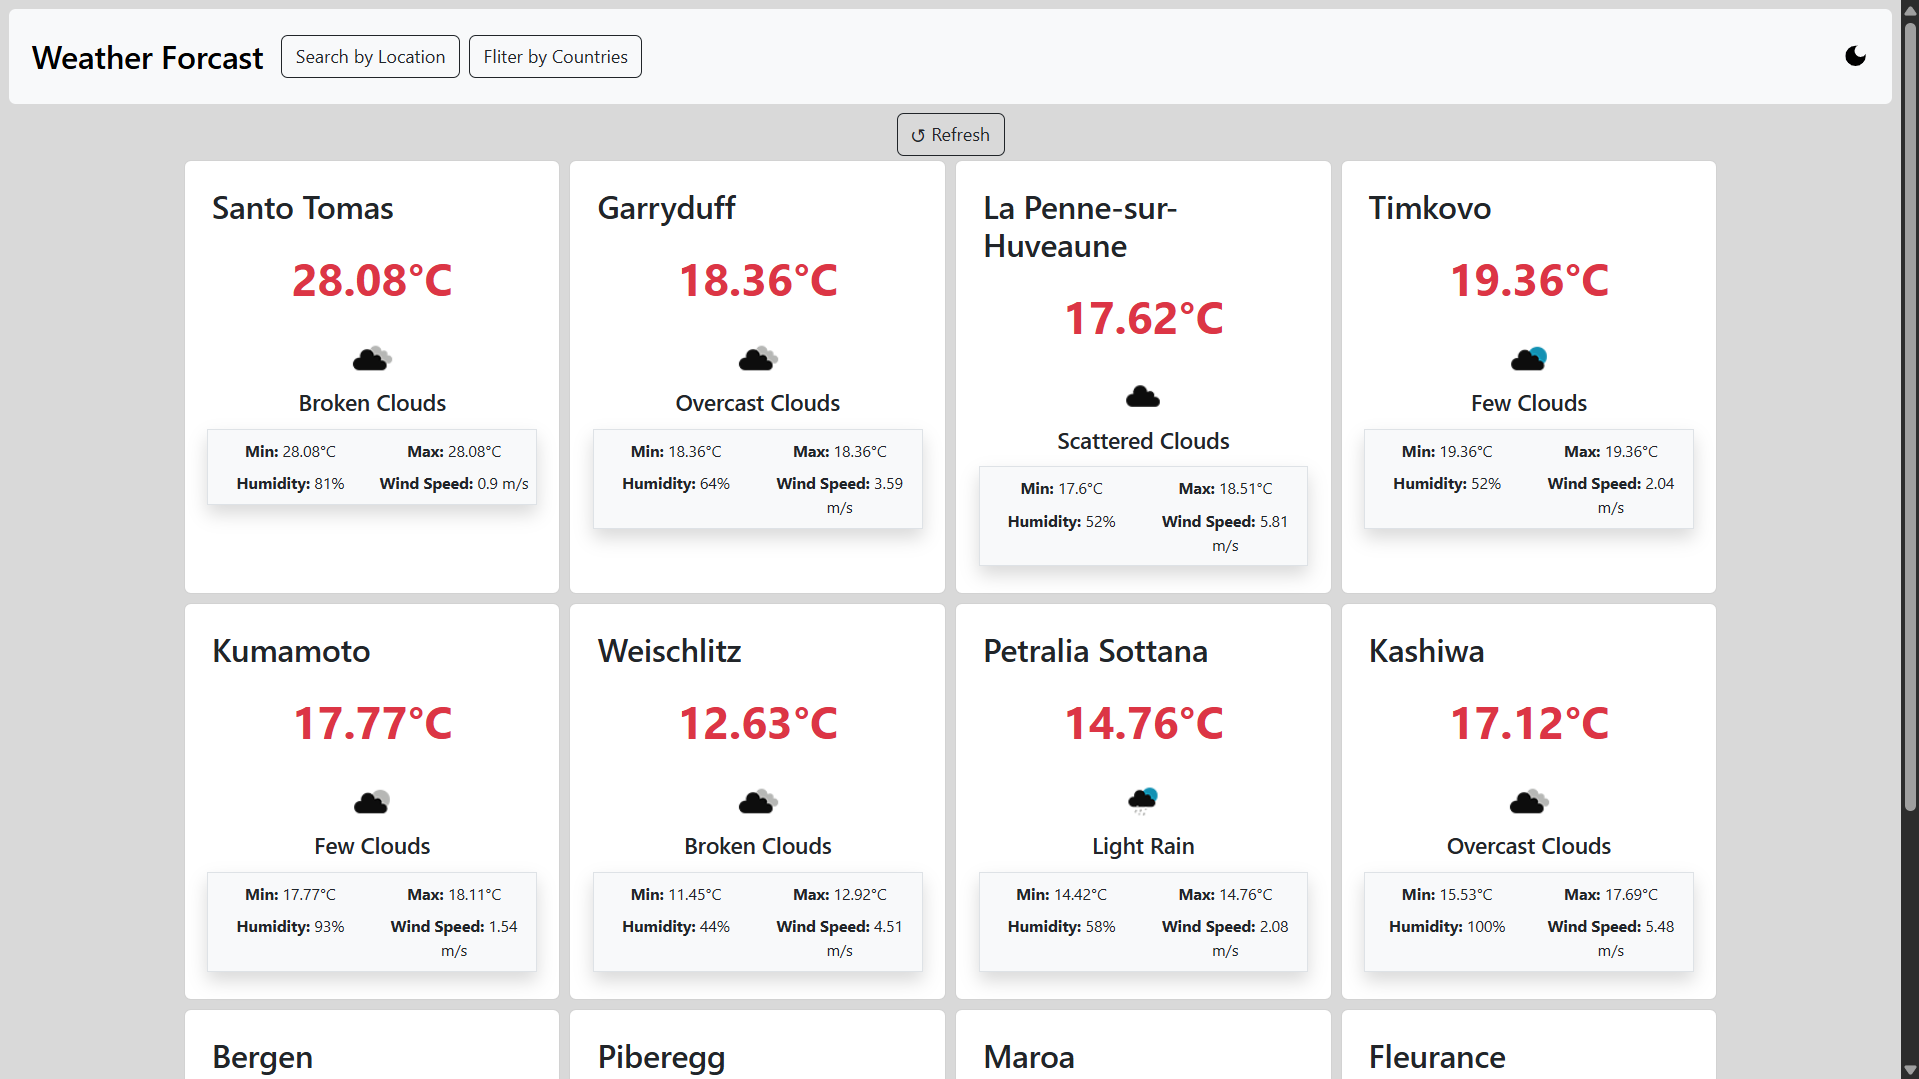 Weather Forcast
Search by Location
Fliter by Countries
↺ Refresh
Santo Tomas
28.08°C
Broken Clouds
Min: 28.08°C
Max: 28.08°C
Humidity: 81%
Wind Speed: 0.9 m/s
Garryduff
18.36°C
Overcast Clouds
Min: 18.36°C
Max: 18.36°C
Humidity: 64%
Wind Speed: 3.59
m/s
La Penne-sur-
Huveaune
17.62°C
Scattered Clouds
Min: 17.6°C
Max: 18.51°C
Humidity: 52%
Wind Speed: 5.81
m/s
Timkovo
19.36°C
Few Clouds
Min: 19.36°C
Max: 19.36°C
Humidity: 52%
Wind Speed: 2.04
m/s
Kumamoto
17.77°C
Few Clouds
Min: 17.77°C
Max: 18.11°C
Humidity: 93%
Wind Speed: 1.54
m/s
Weischlitz
12.63°C
Broken Clouds
Min: 11.45°C
Max: 12.92°C
Humidity: 44%
Wind Speed: 4.51
m/s
Petralia Sottana
14.76°C
Light Rain
Min: 14.42°C
Max: 14.76°C
Humidity: 58%
Wind Speed: 2.08
m/s
Kashiwa
17.12°C
Overcast Clouds
Min: 15.53°C
Max: 17.69°C
Humidity: 100%
Wind Speed: 5.48
m/s
Bergen
Piberegg
Maroa
Fleurance